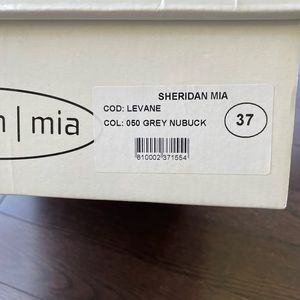 n | mia
SHERIDAN MIA
COD: LEVANE
COL: 050 GREY NUBUCK
37
810002 371554